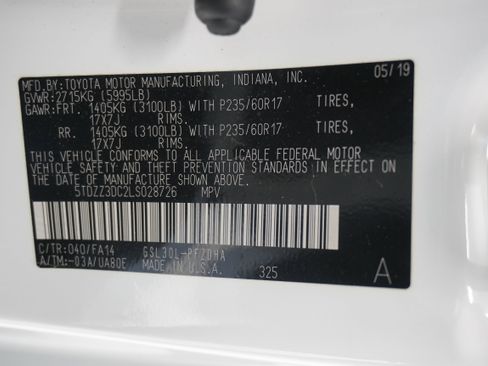 MFD.BY:TOYOTA MOTOR MANUFACTURING, INDIANA, INC. 05/19
GVWR:2715KG (5995LB)
GAWR:FRT. 1405KG (3100LB) WITH P235/60R17 TIRES,
17X7J RIMS.
RR. 1405KG (3100LB) WITH P235/60R17 TIRES,
17X7J RIMS.
THIS VEHICLE CONFORMS TO ALL APPLICABLE FEDERAL MOTOR
VEHICLE SAFETY AND THEFT PREVENTION STANDARDS IN EFFECT ON
THE DATE OF MANUFACTURE SHOWN ABOVE.
5TDZZ3DC2LS028726 MPV
C/TR:040/FA14 GSL30L-PFZDHA
A/TM:-03A/UA80E MADE IN U.S.A. 325 A